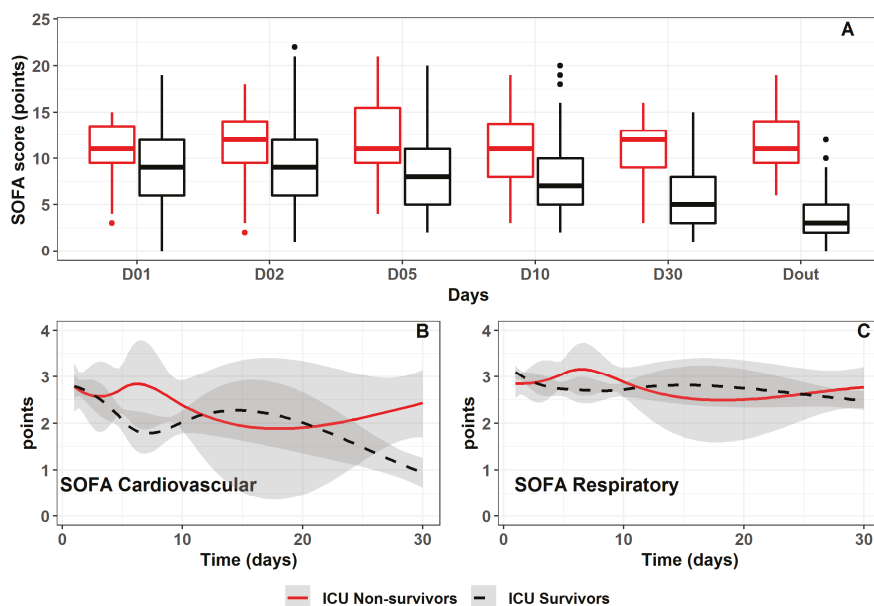 A
SOFA score (points)
25
20
15
10
5
0
D01 D02 D05 D10 D30 Dout
Days
B
points
4
3
2
1
0
SOFA Cardiovascular
0 10 20 30
Time (days)
C
points
4
3
2
1
0
SOFA Respiratory
0 10 20 30
Time (days)
ICU Non-survivors ICU Survivors